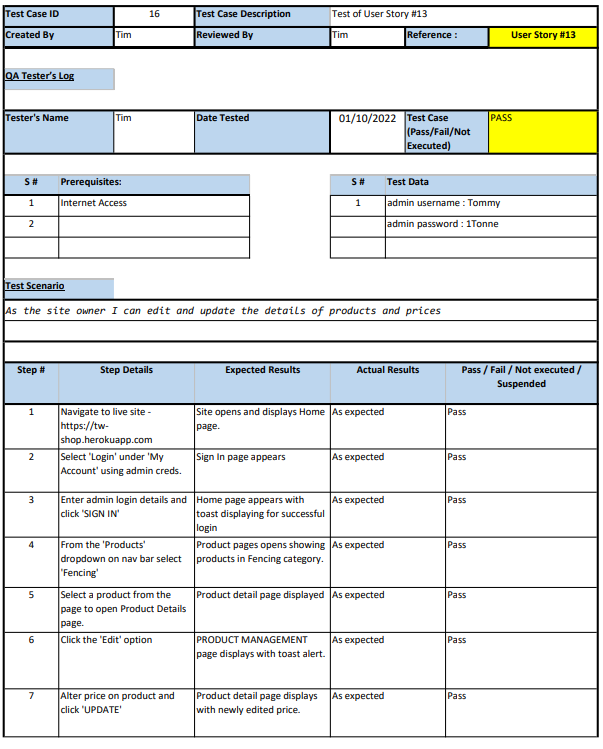 Test Case ID 16 Test Case Description Test of User Story #13
Created By Tim Reviewed By Tim Reference : User Story #13
QA Tester's Log
Tester's Name Tim Date Tested 01/10/2022 Test Case
(Pass/Fail/Not
Executed) PASS
S # Prerequisites: S # Test Data
1 Internet Access 1 admin username : Tommy
2 admin password : 1Tonne
Test Scenario
As the site owner I can edit and update the details of products and prices
Step # Step Details Expected Results Actual Results Pass / Fail / Not executed /
Suspended
1 Navigate to live site -
https://tw-
shop.herokuapp.com
Site opens and displays Home
page.
As expected Pass
2 Select 'Login' under 'My
Account' using admin creds.
Sign In page appears As expected Pass
3 Enter admin login details and
click 'SIGN IN'
Home page appears with
toast displaying for successful
login
As expected Pass
4 From the 'Products'
dropdown on nav bar select
'Fencing'
Product pages opens showing
products in Fencing category.
As expected Pass
5 Select a product from the
page to open Product Details
page.
Product detail page displayed As expected Pass
6 Click the 'Edit' option PRODUCT MANAGEMENT
page displays with toast alert.
As expected Pass
7 Alter price on product and
click 'UPDATE'
Product detail page displays
with newly edited price.
As expected Pass